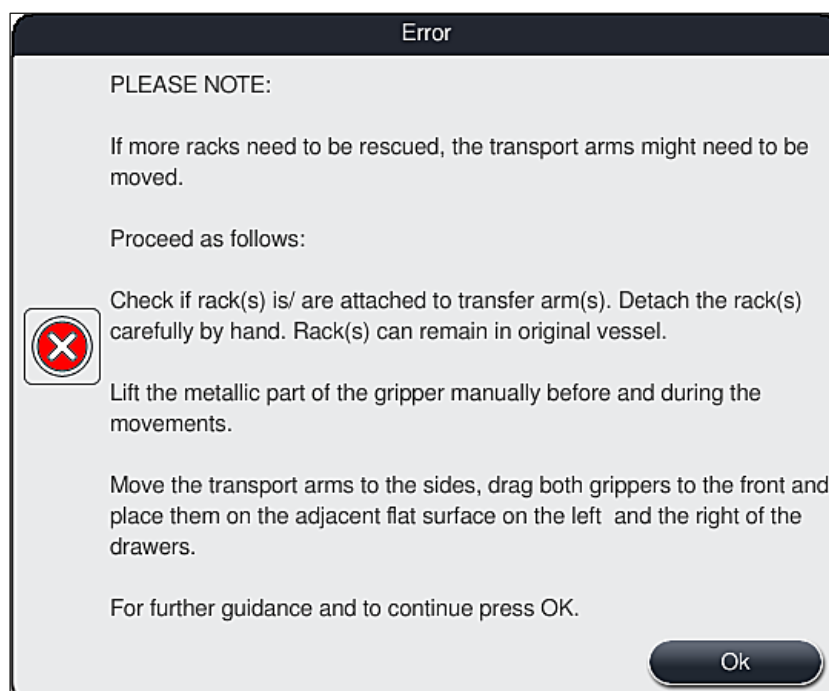 Error
PLEASE NOTE:
If more racks need to be rescued, the transport arms might need to be
moved.
Proceed as follows:
Check if rack(s) is/ are attached to transfer arm(s). Detach the rack(s)
carefully by hand. Rack(s) can remain in original vessel.
Lift the metallic part of the gripper manually before and during the
movements.
Move the transport arms to the sides, drag both grippers to the front and
place them on the adjacent flat surface on the left  and the right of the
drawers.
For further guidance and to continue press OK.
Ok